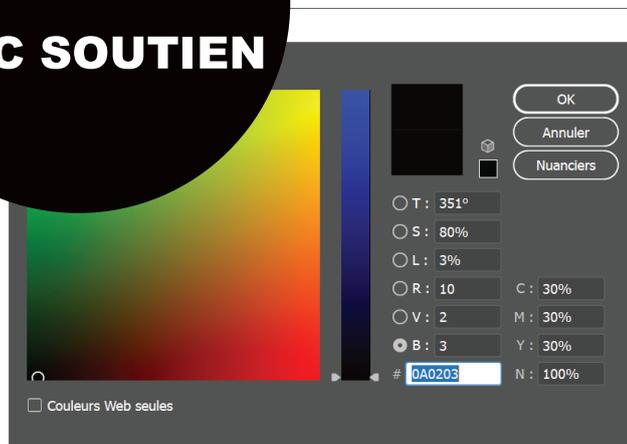 C SOUTIEN
OK
Annuler
Nuanciers
T : 351°
S : 80%
L : 3%
R : 10 C : 30%
V : 2 M : 30%
B : 3 Y : 30%
# 0A0203 N : 100%
Couleurs Web seules